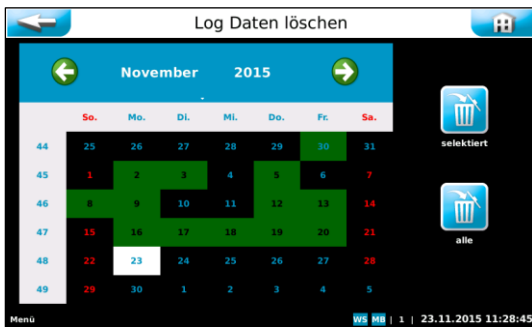 Log Daten löschen
November 2015
So. Mo. Di. Mi. Do. Fr. Sa.
44 25 26 27 28 29 30 31
45 1 2 3 4 5 6 7
46 8 9 10 11 12 13 14
47 15 16 17 18 19 20 21
48 22 23 24 25 26 27 28
49 29 30 1 2 3 4 5
selektiert
alle
Menü WS MB | 1 | 23.11.2015 11:28:45